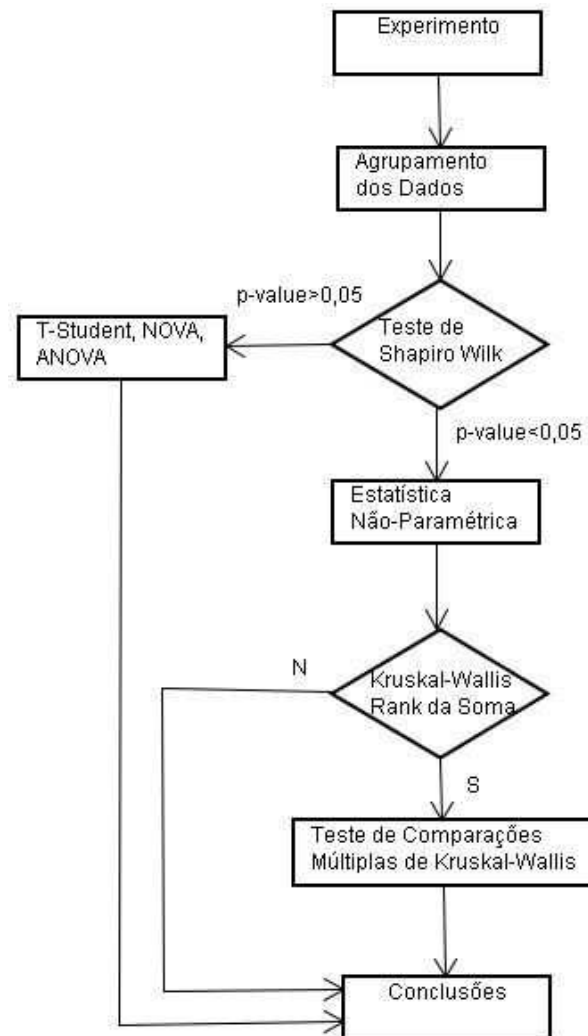 Experimento
Agrupamento
dos Dados
p-value>0,05
T-Student, NOVA,
ANOVA
Teste de
Shapiro Wilk
p-value<0,05
Estatística
Não-Paramétrica
N
Kruskal-Wallis
Rank da Soma
S
Teste de Comparações
Múltiplas de Kruskal-Wallis
Conclusões